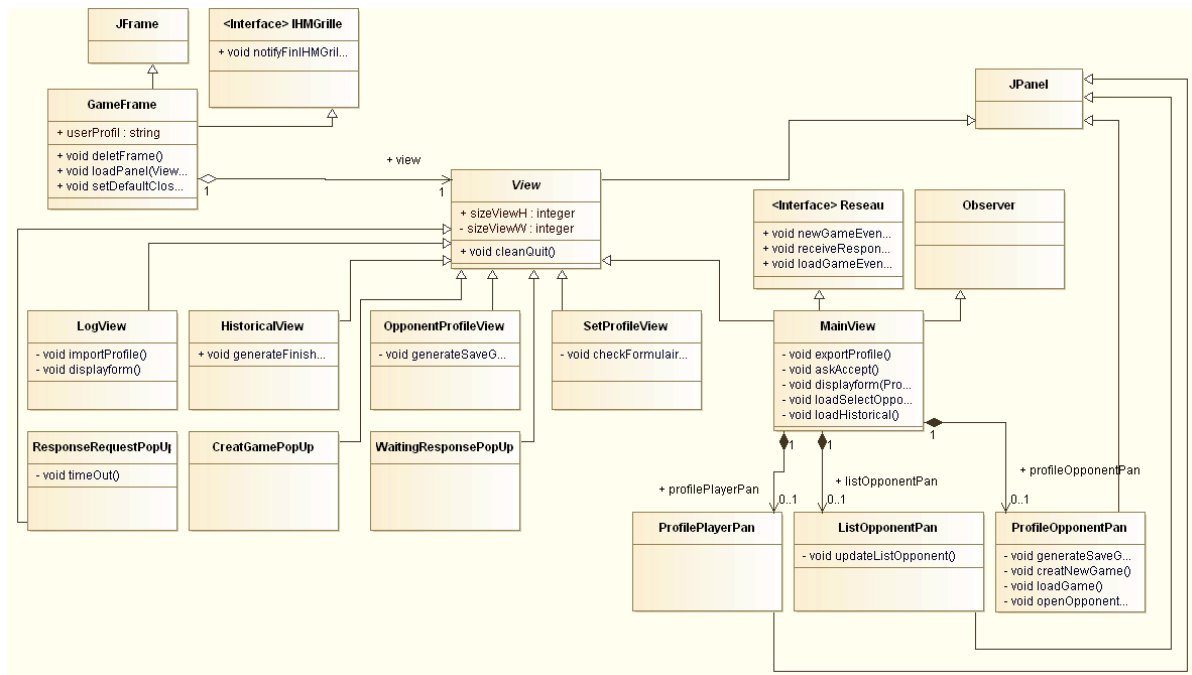 JFrame
<Interface> IHMGrille
+ void notifyFinIHMGril...
GameFrame
+ userProfil : string
+ void deletFrame()
+ void loadPanel(View...
+ void setDefaultClos...
JPanel
+ view
1
1
View
+ sizeViewH : integer
- sizeViewW : integer
+ void cleanQuit()
<Interface> Reseau
+ void newGameEven...
+ void receiveRespon...
+ void loadGameEven...
Observer
LogView
- void importProfile()
- void displayform()
HistoricalView
+ void generateFinish...
OpponentProfileView
- void generateSaveG...
SetProfileView
- void checkFormulair...
MainView
- void exportProfile()
- void askAccept()
- void displayform(Pro...
- void loadSelectOppo...
- void loadHistorical()
ResponseRequestPopUp
- void timeOut()
CreatGamePopUp
WaitingResponsePopUp
1
1
1
+ profilePlayerPan
0..1
+ listOpponentPan
0..1
+ profileOpponentPan
0..1
ProfilePlayerPan
ListOpponentPan
- void updateListOpponent()
ProfileOpponentPan
- void generateSaveG...
- void creatNewGame()
- void loadGame()
- void openOpponent...